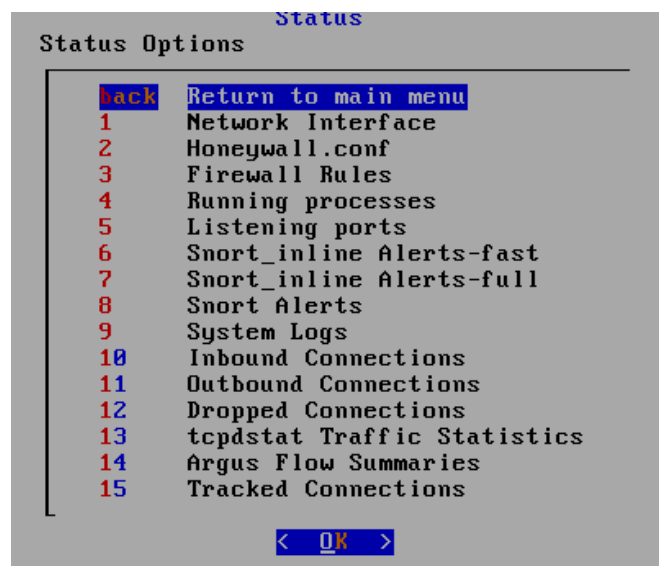 Status
Status Options
back Return to main menu
1 Network Interface
2 Honeywall.conf
3 Firewall Rules
4 Running processes
5 Listening ports
6 Snort_inline Alerts-fast
7 Snort_inline Alerts-full
8 Snort Alerts
9 System Logs
10 Inbound Connections
11 Outbound Connections
12 Dropped Connections
13 tcpdstat Traffic Statistics
14 Argus Flow Summaries
15 Tracked Connections
< OK >